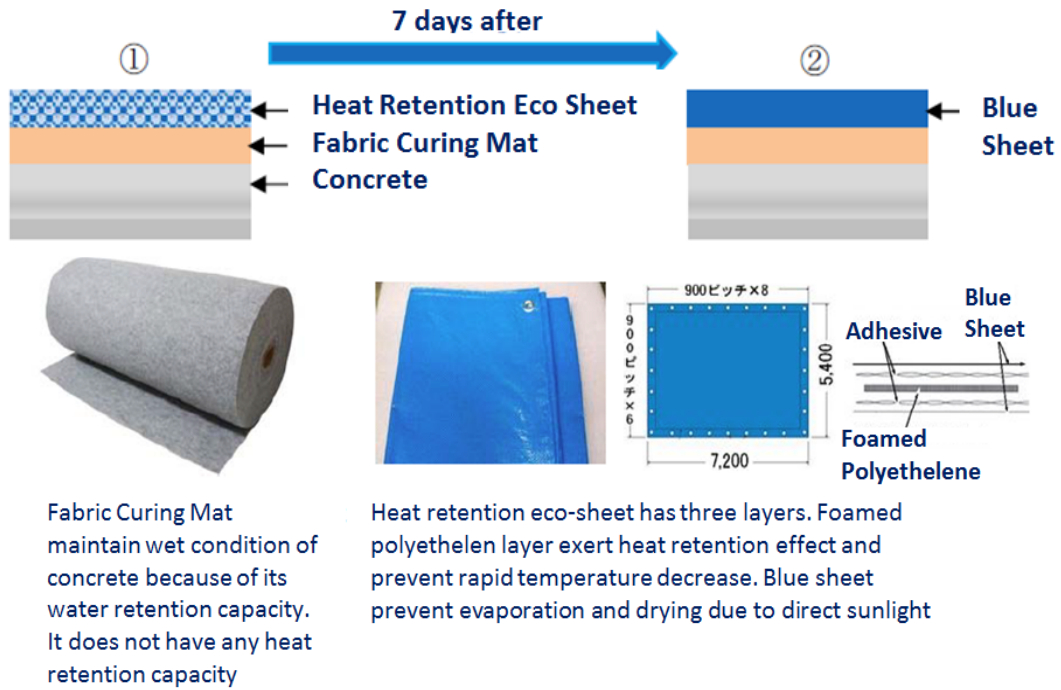 7 days after
①
②
Heat Retention Eco Sheet
Fabric Curing Mat
Concrete
Blue
Sheet
900ピッチ×8
900ピッチ×6
5,400
7,200
Blue
Sheet
Adhesive
Foamed
Polyethelene
Fabric Curing Mat
maintain wet condition of
concrete because of its
water retention capacity.
It does not have any heat
retention capacity
Heat retention eco-sheet has three layers. Foamed
polyethelen layer exert heat retention effect and
prevent rapid temperature decrease. Blue sheet
prevent evaporation and drying due to direct sunlight